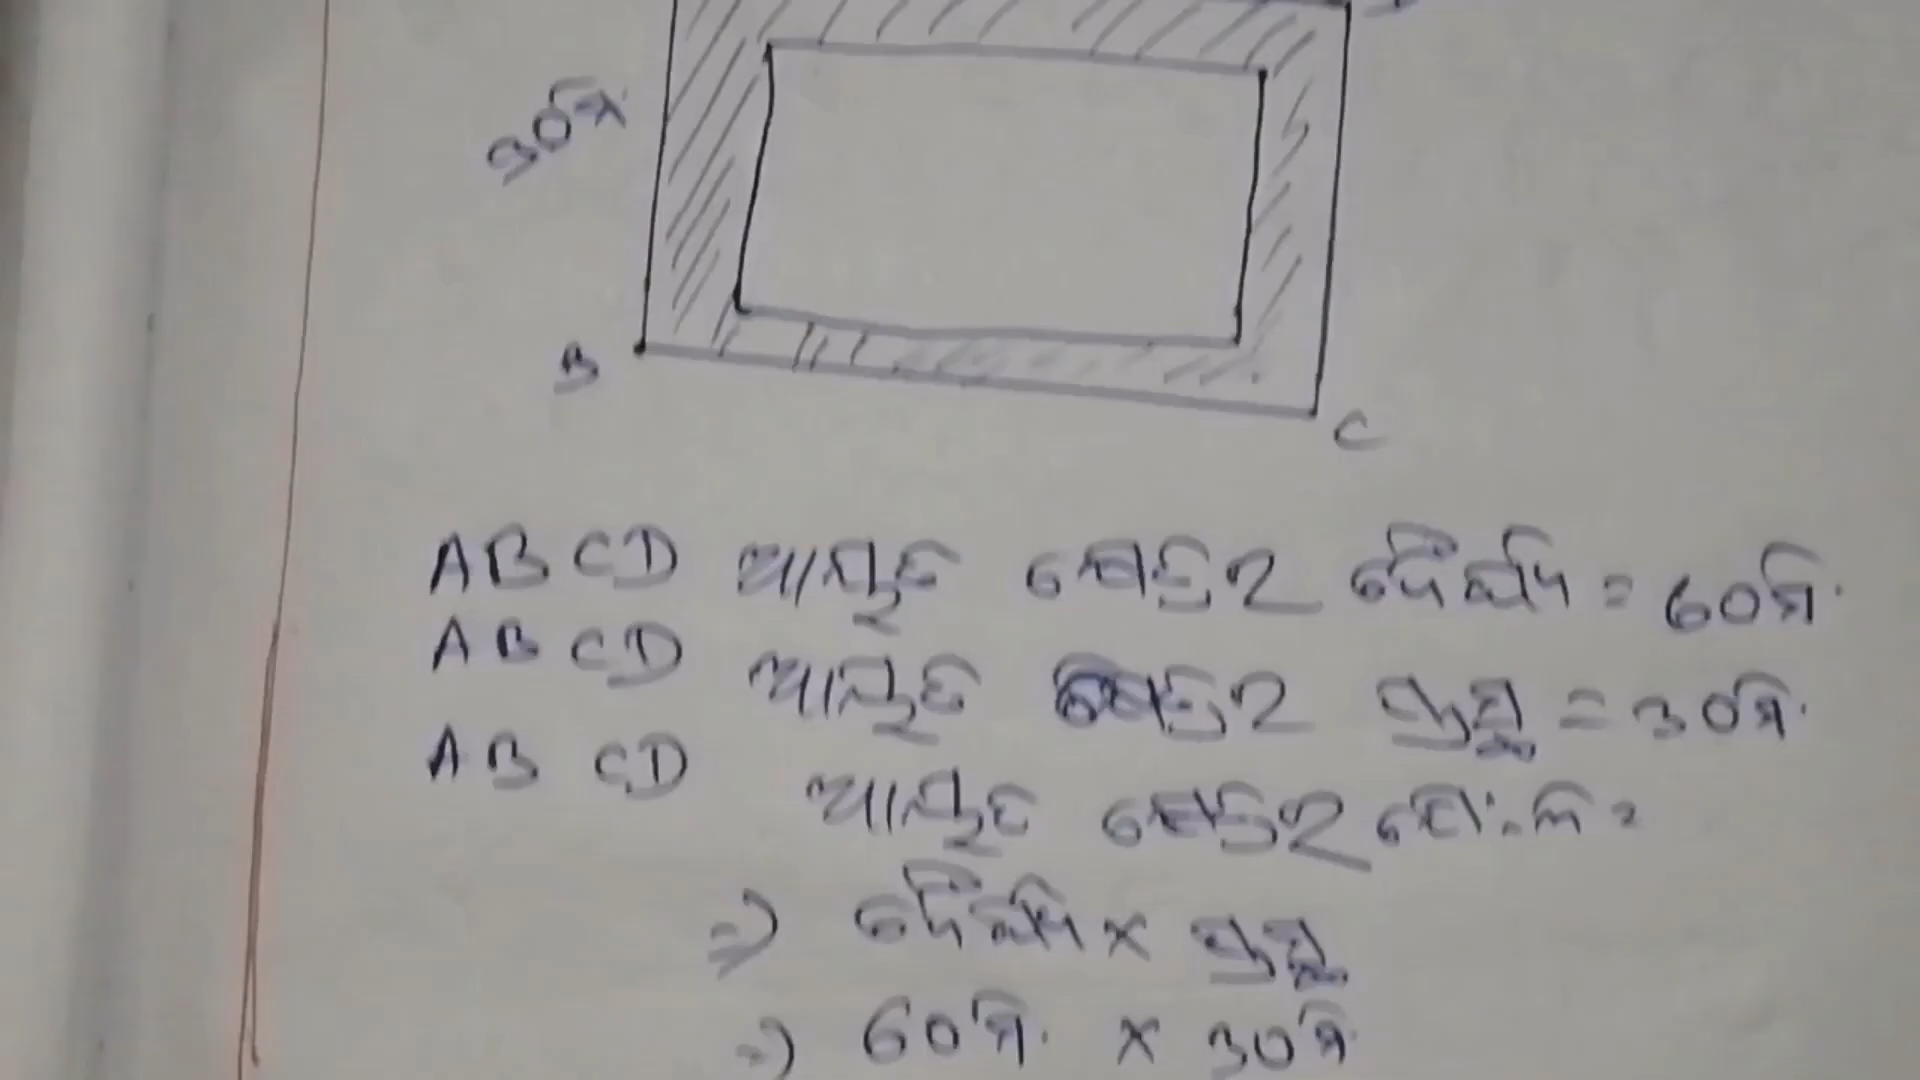 30ମି.
B
C
ABCD ଆୟତ କ୍ଷେତ୍ରର ଦୈର୍ଘ୍ୟ = 60ମି.
ABCD ଆୟତ କ୍ଷେତ୍ରର ପ୍ରସ୍ଥ = 30ମି.
ABCD ଆୟତ କ୍ଷେତ୍ରର କ୍ଷେ:.ଳି =
=) ଦୈର୍ଘ୍ୟ x ପ୍ରସ୍ଥ
=) 60ମି. x 30ମି